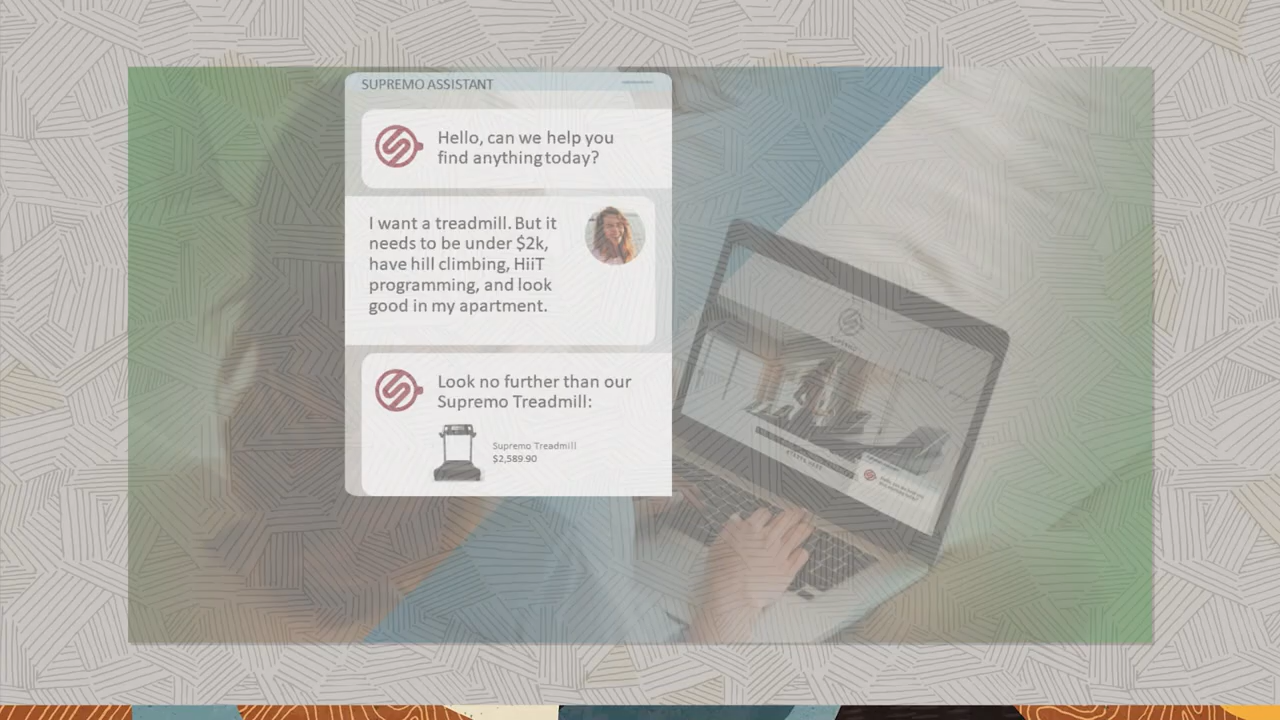 SUPREMO ASSISTANT
Hello, can we help you
find anything today?
I want a treadmill. But it
needs to be under $2k,
have hill climbing, HiiT
programming, and look
good in my apartment.
Look no further than our
Supremo Treadmill:
Supremo Treadmill
$2,589.90